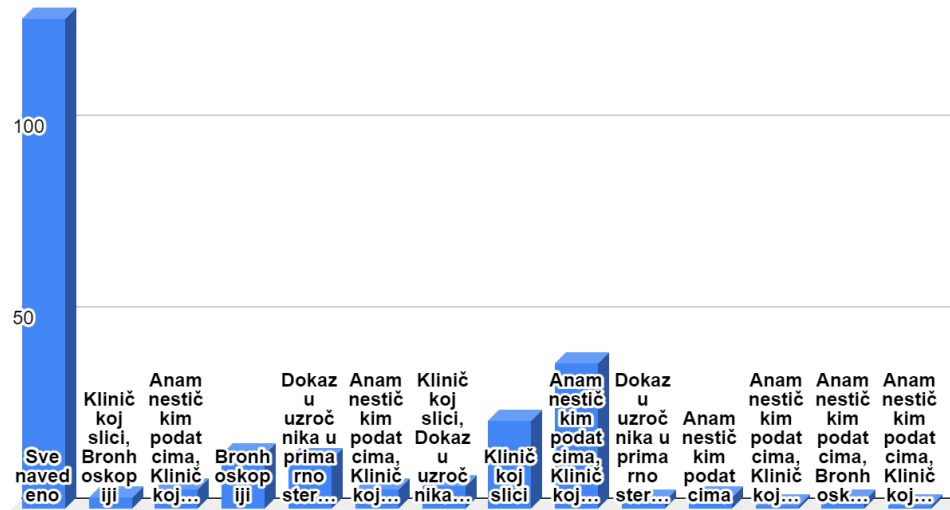 100
50
Sve
naved
eno
Klinič
koj
slici,
Bronh
oskop
iji
Anam
nestič
kim
podat
cima,
Klinič
koj…
Bronh
oskop
iji
Dokaz
u
uzroč
nika u
prima
rno
ster…
Anam
nestič
kim
podat
cima,
Klinič
koj…
Klinič
koj
slici,
Dokaz
u
uzroč
nika…
Klinič
koj
slici
Anam
nestič
kim
podat
cima,
Klinič
koj…
Dokaz
u
uzroč
nika u
prima
rno
ster…
Anam
nestič
kim
podat
cima
Anam
nestič
kim
podat
cima,
Klinič
koj…
Anam
nestič
kim
podat
cima,
Bronh
osk…
Anam
nestič
kim
podat
cima,
Klinič
koj…